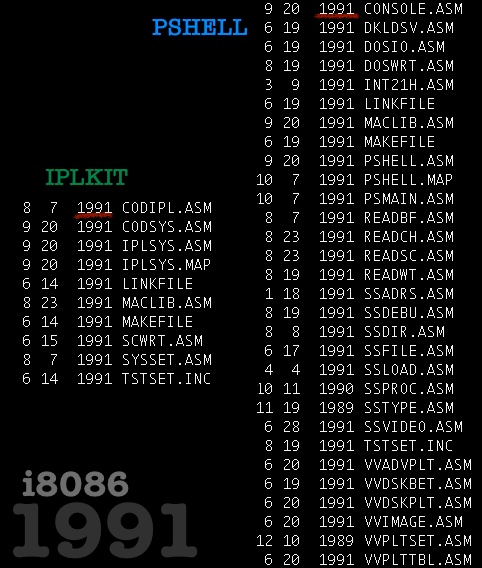 IPLKIT
8 7 1991 CODIPL.ASM
9 20 1991 CODSYS.ASM
9 20 1991 IPLSYS.ASM
9 20 1991 IPLSYS.MAP
6 14 1991 LINKFILE
8 23 1991 MACLIB.ASM
6 14 1991 MAKEFILE
6 15 1991 SCWRT.ASM
8 7 1991 SYSSET.ASM
6 14 1991 TSTSET.INC
i8086
1991
PSHELL
9 20 1991 CONSOLE.ASM
6 19 1991 DKLDSV.ASM
6 19 1991 DOSIO.ASM
8 19 1991 DOSWRT.ASM
3 9 1991 INT21H.ASM
6 19 1991 LINKFILE
9 20 1991 MACLIB.ASM
6 19 1991 MAKEFILE
9 20 1991 PSHELL.ASM
10 7 1991 PSHELL.MAP
10 7 1991 PSMAIN.ASM
8 7 1991 READBF.ASM
8 23 1991 READCH.ASM
8 23 1991 READSC.ASM
8 19 1991 READWT.ASM
1 18 1991 SSADRS.ASM
8 19 1991 SSDEBU.ASM
8 8 1991 SSDIR.ASM
6 17 1991 SSFILE.ASM
4 4 1991 SSLOAD.ASM
10 11 1990 SSPROC.ASM
11 19 1989 SSTYPE.ASM
6 28 1991 SSVIDEO.ASM
8 19 1991 TSTSET.INC
6 20 1991 VVADVPLT.ASM
6 20 1991 VVDSKBET.ASM
6 20 1991 VVDSKPLT.ASM
6 20 1991 VVIMAGE.ASM
12 10 1989 VVPLTSET.ASM
6 20 1991 VVPLTTBL.ASM